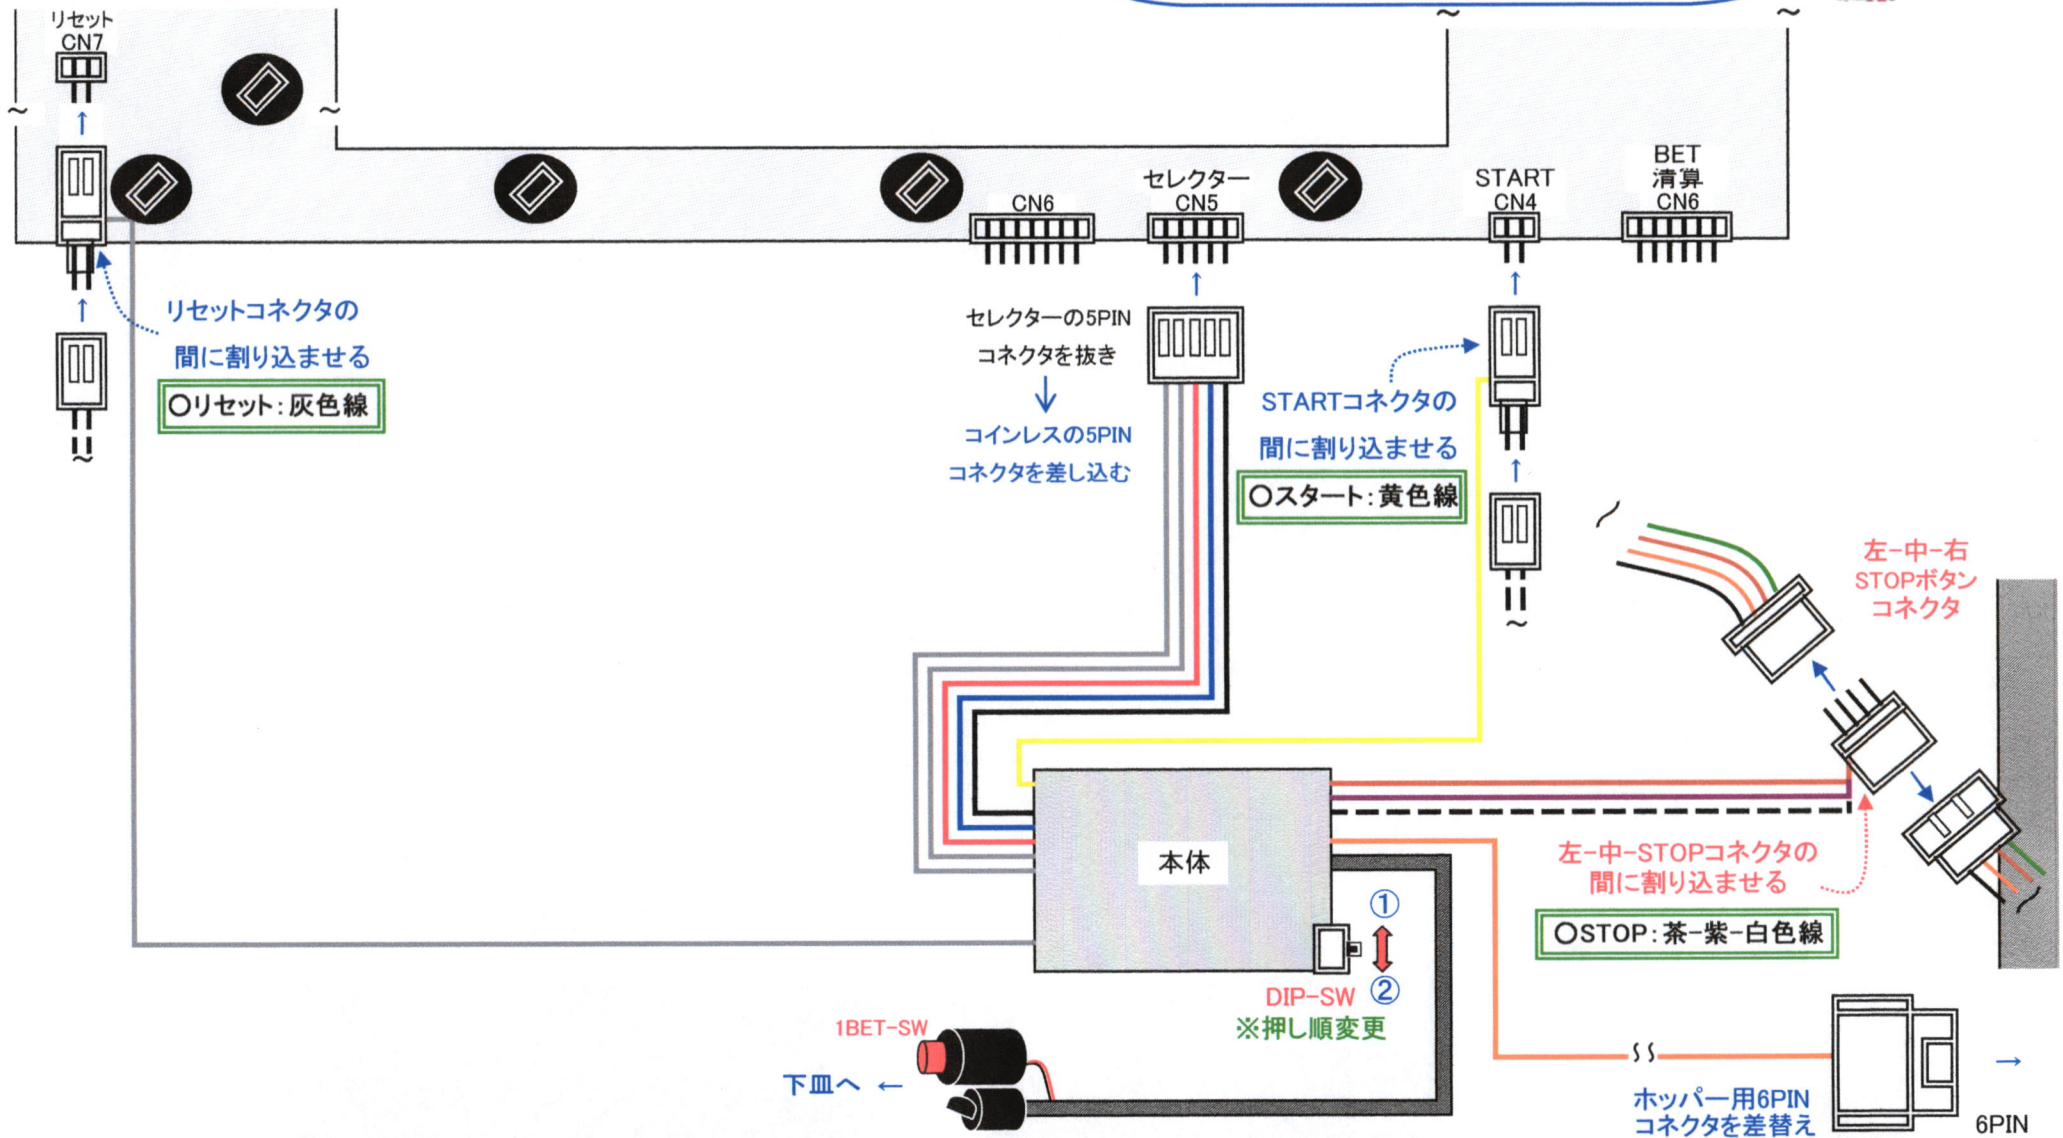 リセット
CN7
CN6
セレクター
CN5
START
CN4
BET
清算
CN6
リセットコネクタの
間に割り込ませる
〇リセット:灰色線
セレクターの5PIN
コネクタを抜き
↓
コインレスの5PIN
コネクタを差し込む
STARTコネクタの
間に割り込ませる
〇スタート:黄色線
左-中-右
STOPボタン
コネクタ
本体
左-中-STOPコネクタの
間に割り込ませる
〇STOP:茶-紫-白色線
①
②
DIP-SW
※押し順変更
1BET-SW
下皿へ ←
ホッパー用6PIN
コネクタを差替え
→
6PIN